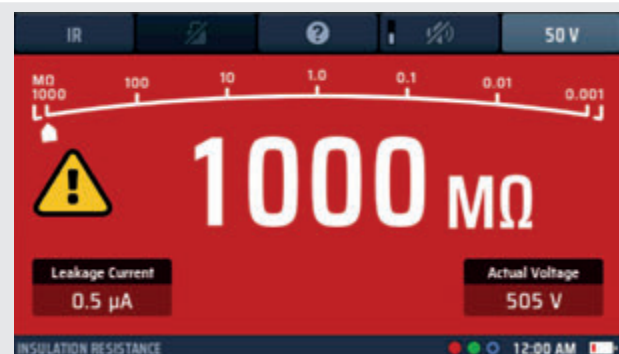 IR ? 50 V
MΩ
1000 100 10 1.0 0.1 0.01 0.001
1000 MΩ
Leakage Current
0.5 µA
Actual Voltage
505 V
INSULATION RESISTANCE 12:00 AM